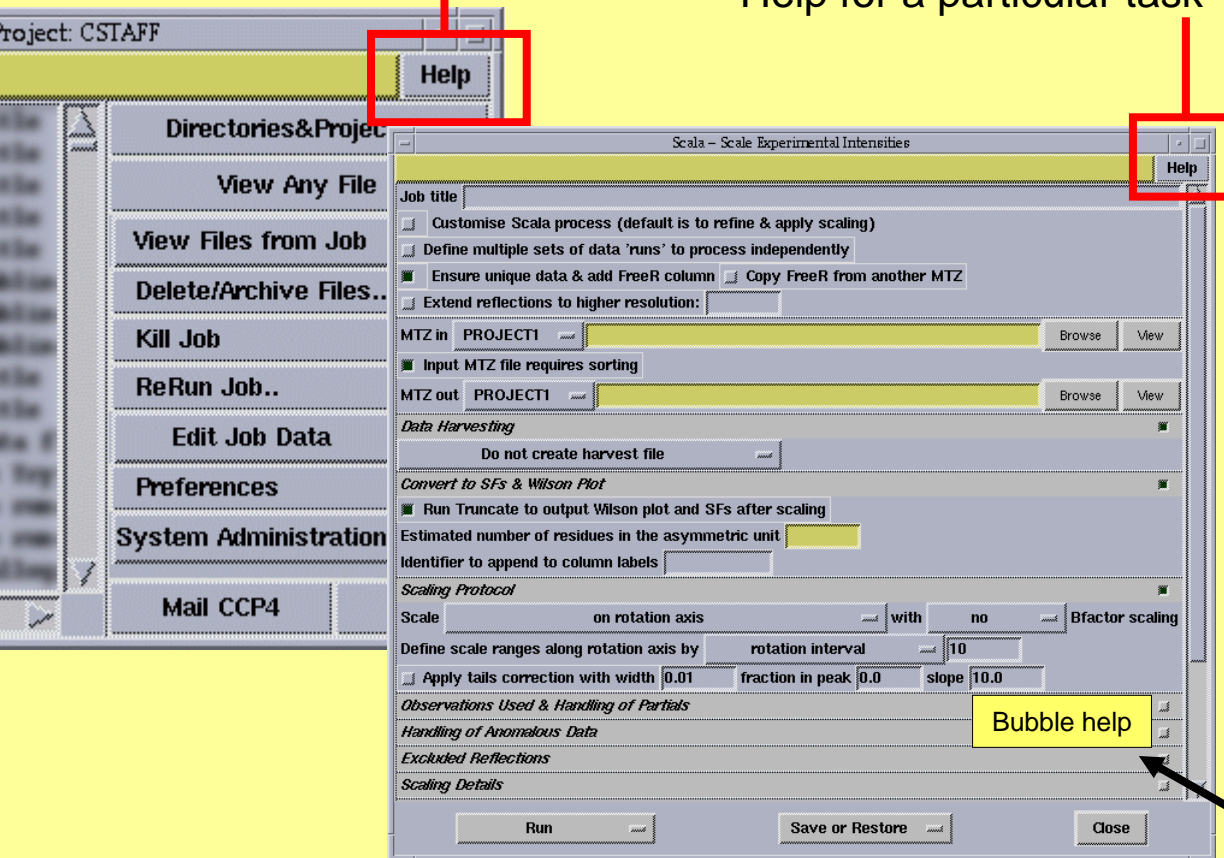 Help for a particular task
Project: CSTAFF
Help
Directories&Projec
View Any File
View Files from Job
Delete/Archive Files..
Kill Job
ReRun Job..
Edit Job Data
Preferences
System Administration
Mail CCP4
Scala – Scale Experimental Intensities
Help
Job title
Customise Scala process (default is to refine & apply scaling)
Define multiple sets of data 'runs' to process independently
Ensure unique data & add FreeR column Copy FreeR from another MTZ
Extend reflections to higher resolution:
MTZ in PROJECT1 Browse View
Input MTZ file requires sorting
MTZ out PROJECT1 Browse View
Data Harvesting
Do not create harvest file
Convert to SFs & Wilson Plot
Run Truncate to output Wilson plot and SFs after scaling
Estimated number of residues in the asymmetric unit
Identifier to append to column labels
Scaling Protocol
Scale on rotation axis with no Bfactor scaling
Define scale ranges along rotation axis by rotation interval 10
Apply tails correction with width 0.01 fraction in peak 0.0 slope 10.0
Observations Used & Handling of Partials
Handling of Anomalous Data
Excluded Reflections
Scaling Details
Bubble help
Run Save or Restore Close